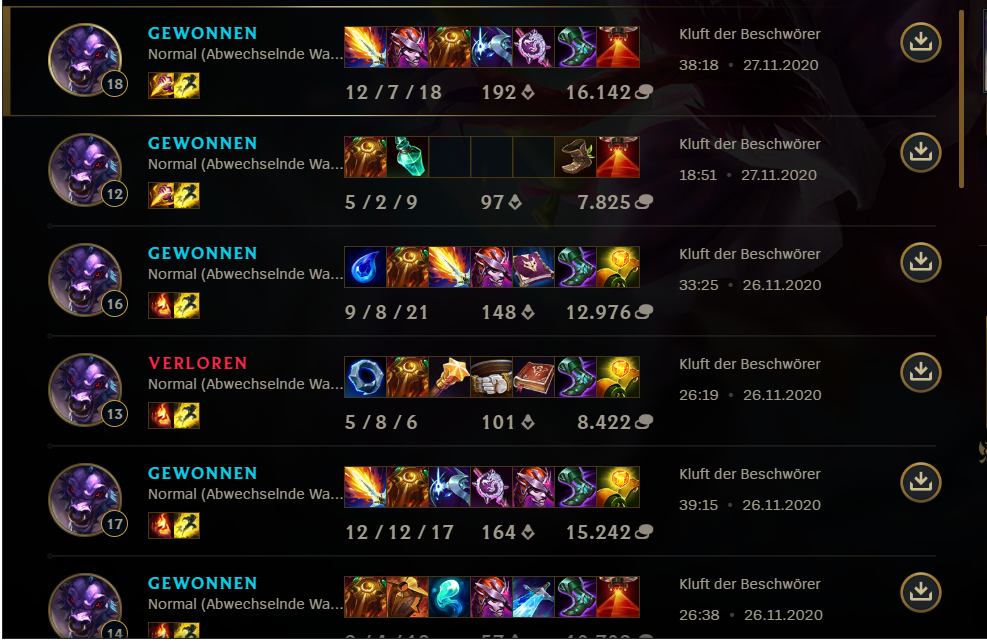 GEWONNEN
Normal (Abwechselnde Wa...
18
12 / 7 / 18 192 16.142
Kluft der Beschwörer
38:18 • 27.11.2020
GEWONNEN
Normal (Abwechselnde Wa...
12
5 / 2 / 9 97 7.825
Kluft der Beschwörer
18:51 • 27.11.2020
GEWONNEN
Normal (Abwechselnde Wa...
16
9 / 8 / 21 148 12.976
Kluft der Beschwörer
33:25 • 26.11.2020
VERLOREN
Normal (Abwechselnde Wa...
13
5 / 8 / 6 101 8.422
Kluft der Beschwörer
26:19 • 26.11.2020
GEWONNEN
Normal (Abwechselnde Wa...
17
12 / 12 / 17 164 15.242
Kluft der Beschwörer
39:15 • 26.11.2020
GEWONNEN
Normal (Abwechselnde Wa...
14
Kluft der Beschwörer
26:38 • 26.11.2020